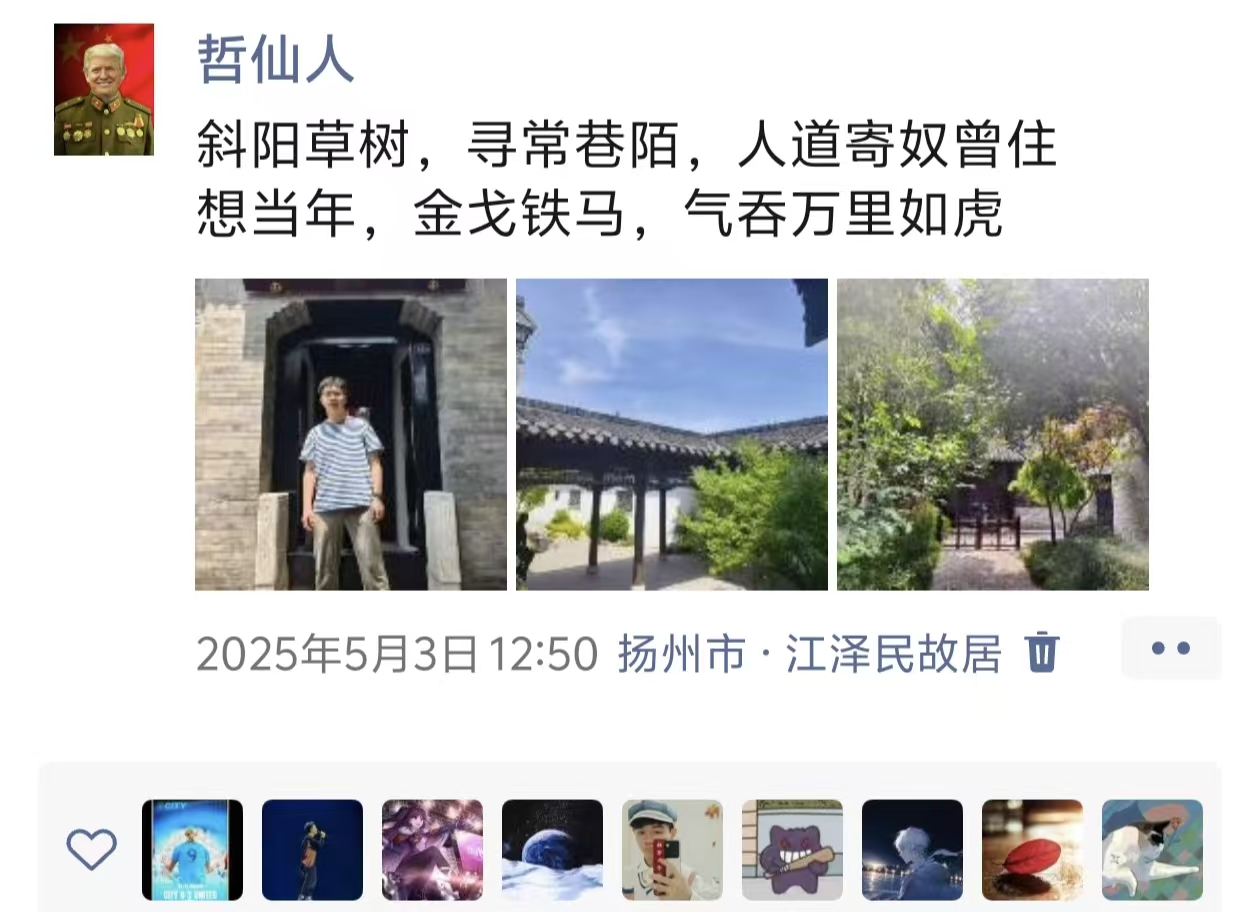 哲仙人
斜阳草树，寻常巷陌，人道寄奴曾住
想当年，金戈铁马，气吞万里如虎
2025年5月3日 12:50 扬州市 · 江泽民故居
CITY
9